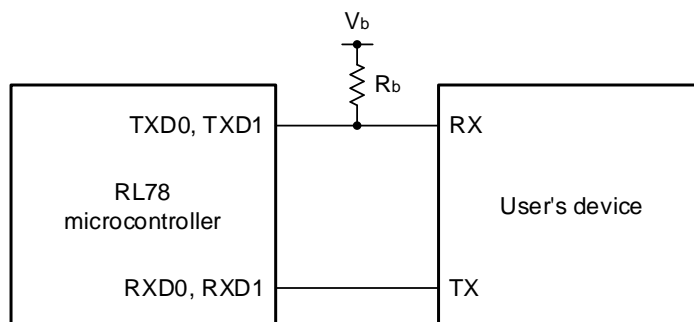 Vb
Rb
TXD0, TXD1
RX
RL78
microcontroller
User's device
RXD0, RXD1
TX